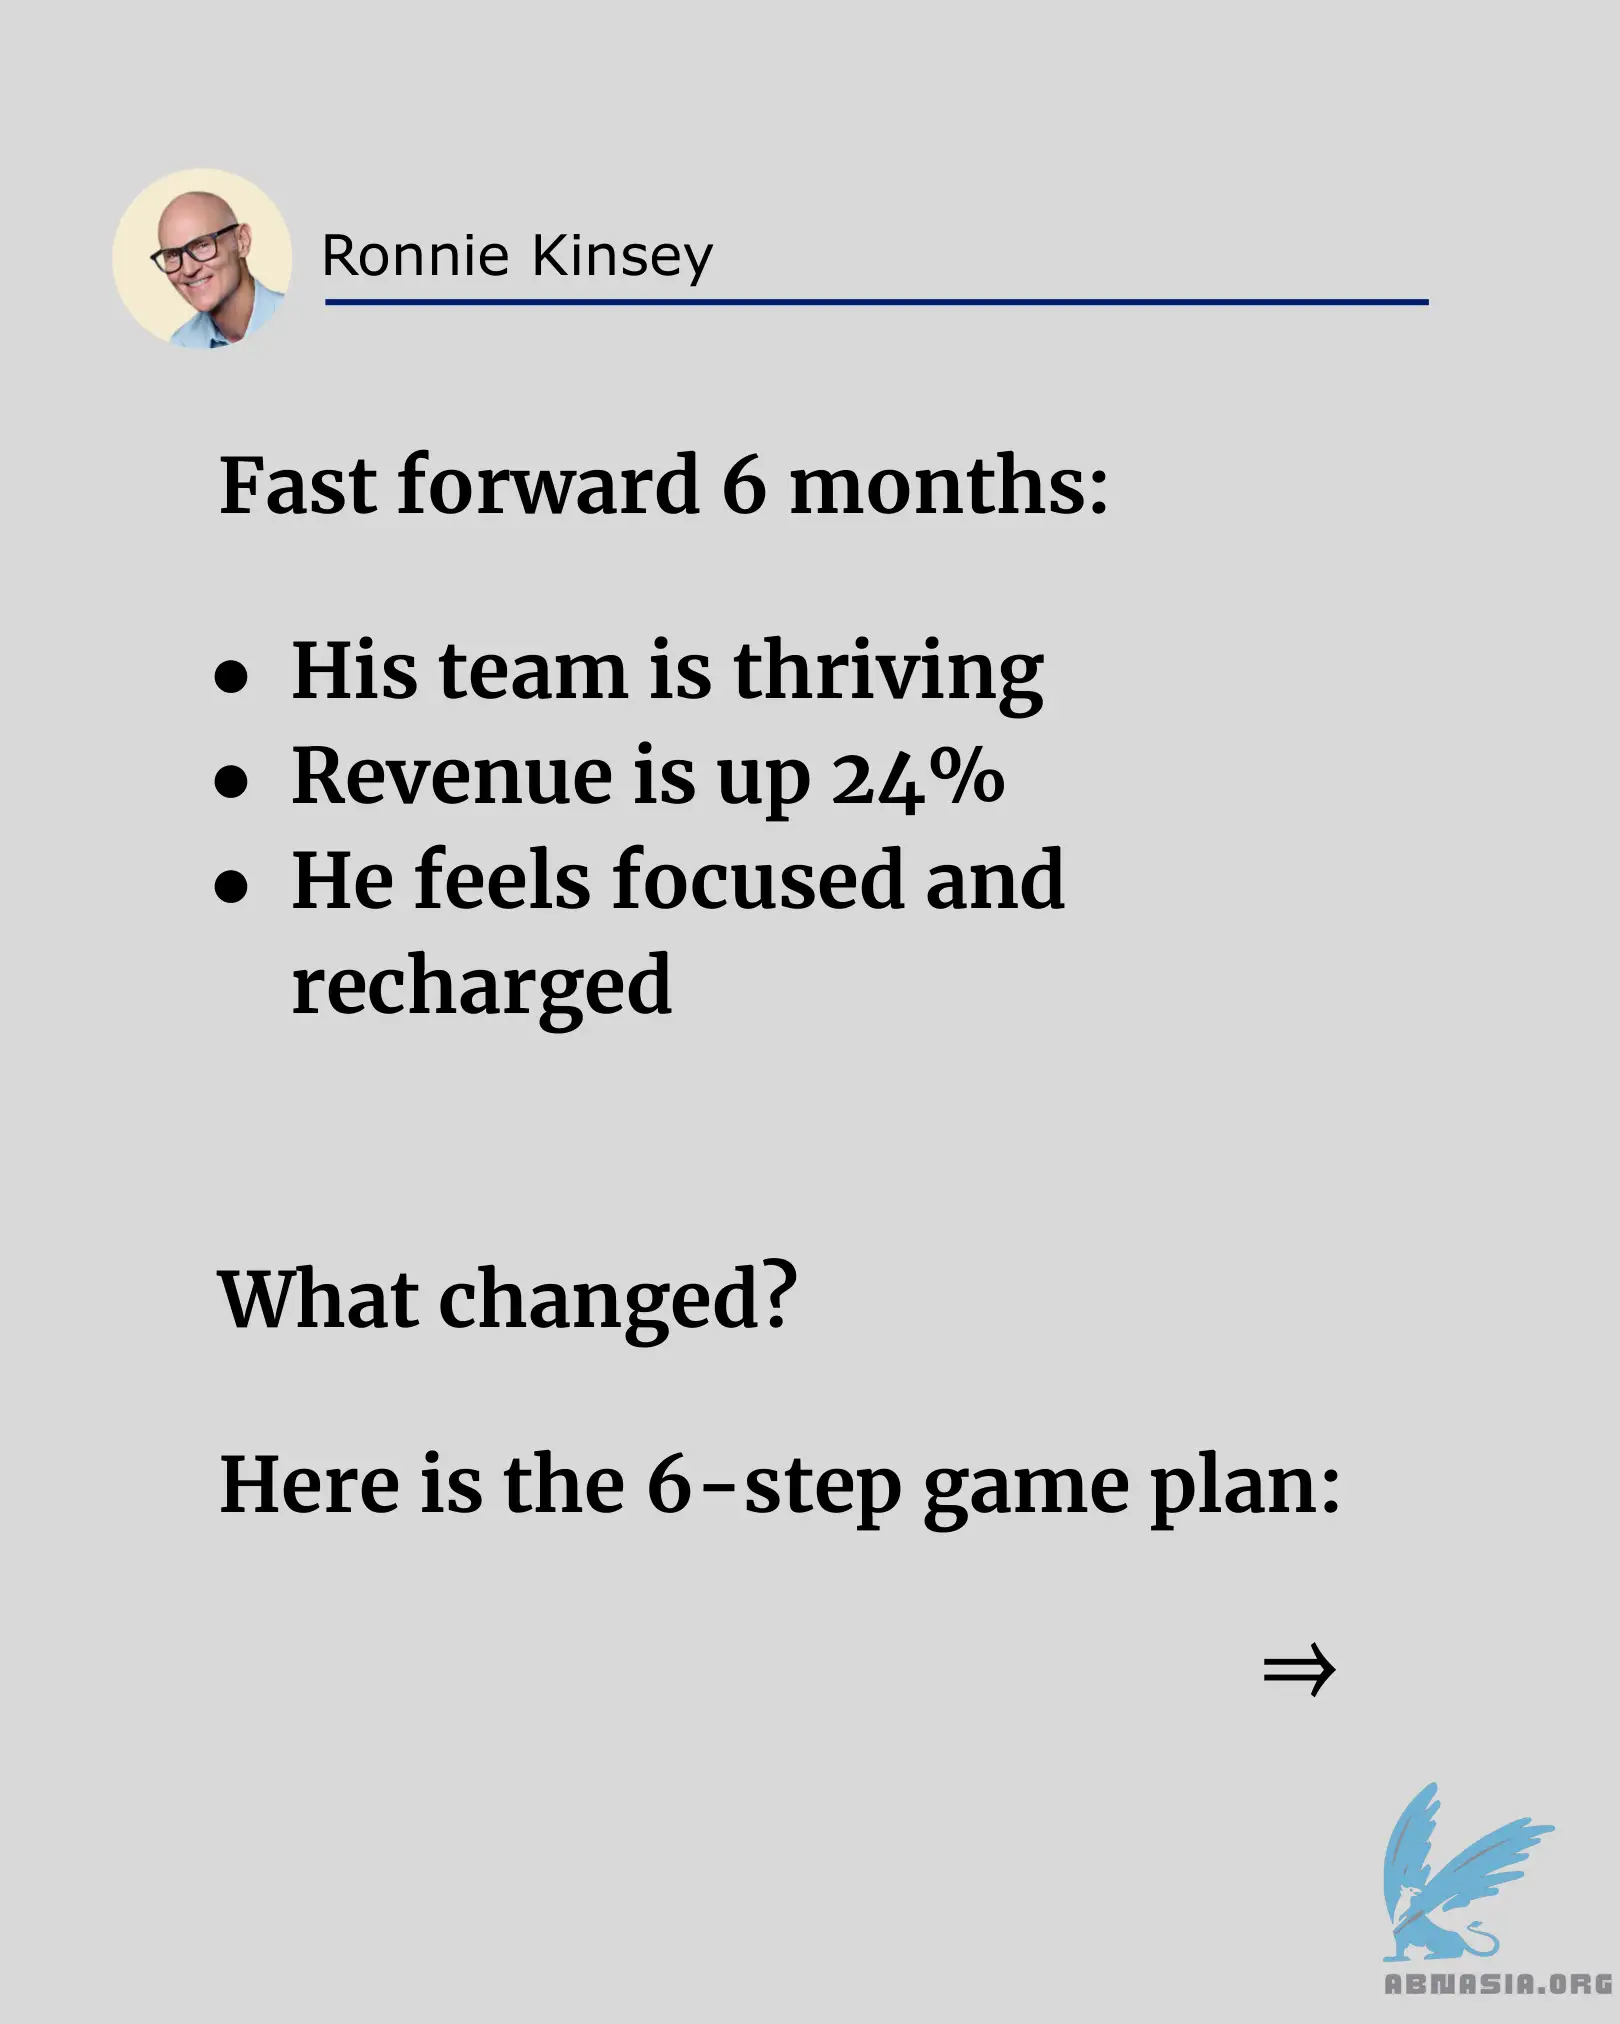 Ronnie Kinsey
Fast forward 6 months:
● His team is thriving
● Revenue is up 24%
● He feels focused and
recharged
What changed?
Here is the 6-step game plan:
⇒
ABNASIA.ORG